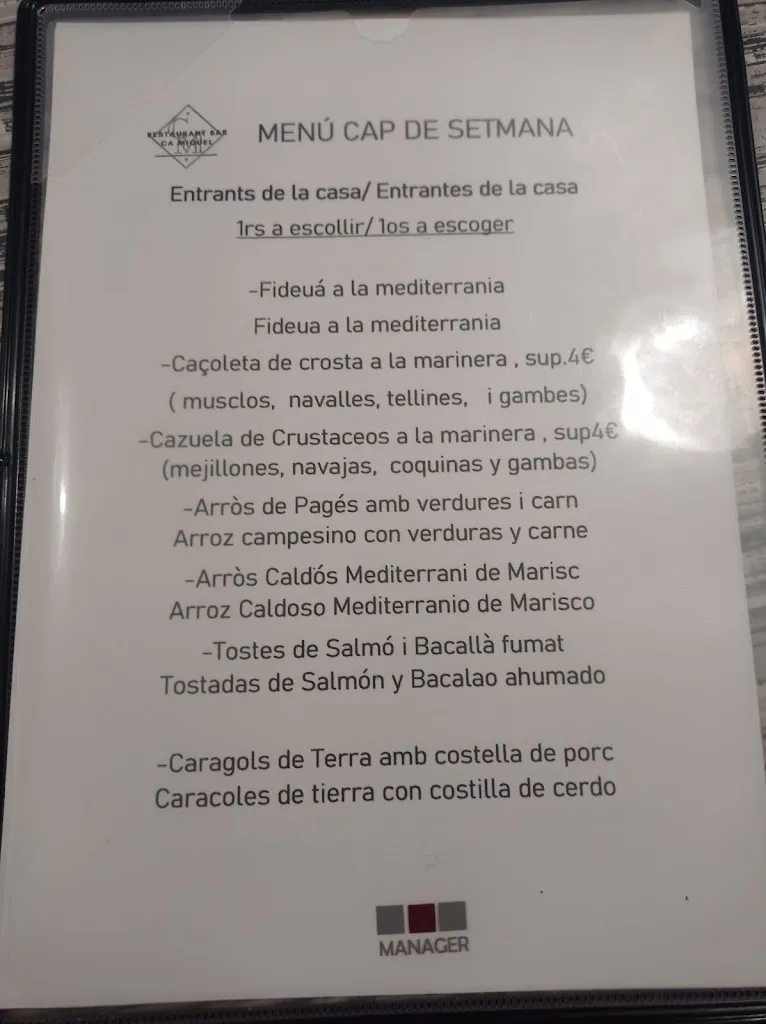 RESTAURANT BAR
CA MIQUEL
MENÚ CAP DE SETMANA
Entrants de la casa/ Entrantes de la casa
1rs a escollir/ 1os a escoger
-Fideuá a la mediterrania
Fideua a la mediterrania
-Caçoleta de crosta a la marinera , sup.4€
( musclos, navalles, tellines, i gambes)
-Cazuela de Crustaceos a la marinera , sup4€
(mejillones, navajas, coquinas y gambas)
-Arròs de Pagés amb verdures i carn
Arroz campesino con verduras y carne
-Arròs Caldós Mediterrani de Marisc
Arroz Caldoso Mediterranio de Marisco
-Tostes de Salmó i Bacallà fumat
Tostadas de Salmón y Bacalao ahumado
-Caragols de Terra amb costella de porc
Caracoles de tierra con costilla de cerdo
MANAGER